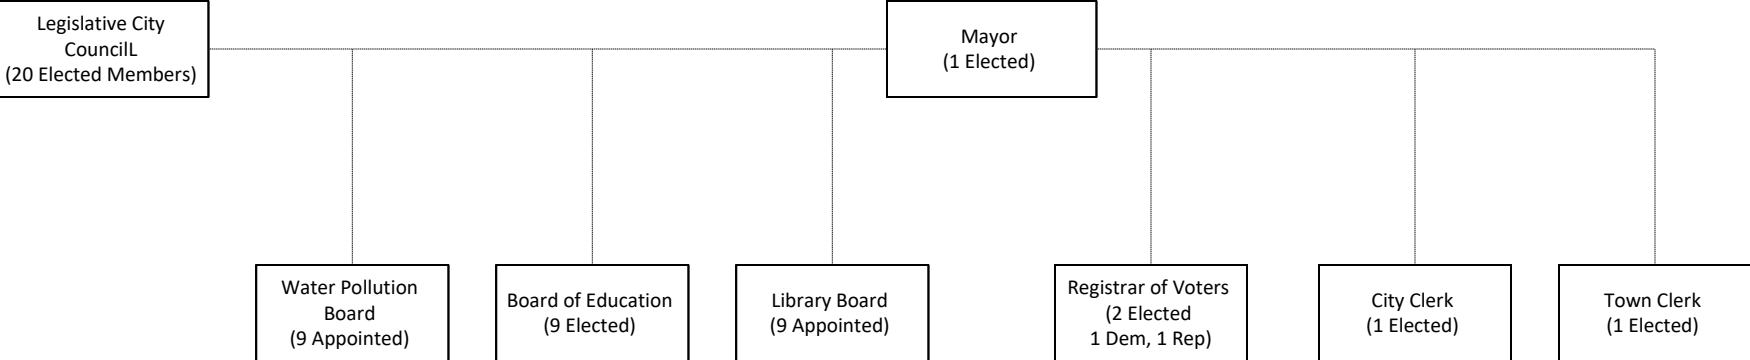 Legislative City
CouncilL
(20 Elected Members)
Mayor
(1 Elected)
Water Pollution
Board
(9 Appointed)
Board of Education
(9 Elected)
Library Board
(9 Appointed)
Registrar of Voters
(2 Elected
1 Dem, 1 Rep)
City Clerk
(1 Elected)
Town Clerk
(1 Elected)